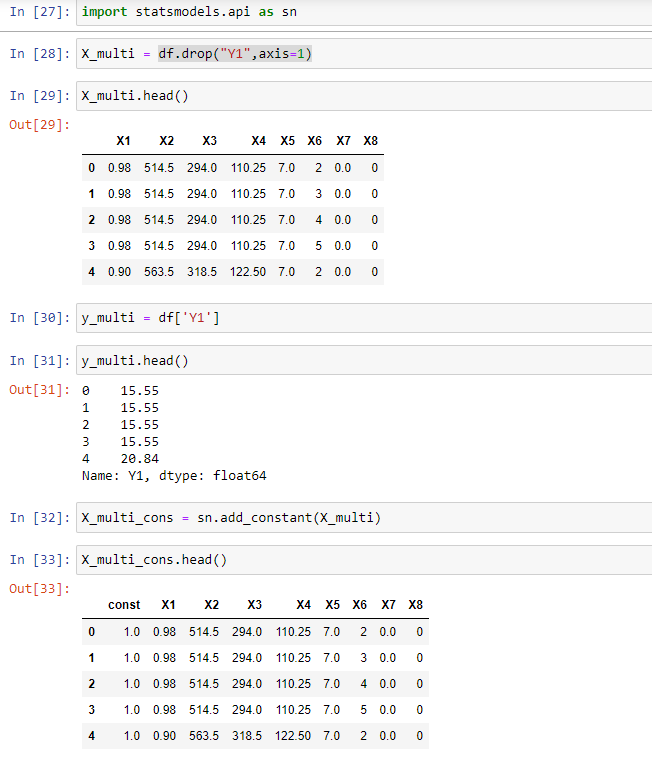 In [27]: import statsmodels.api as sn
In [28]: X_multi = df.drop("Y1",axis=1)
In [29]: X_multi.head()
Out[29]:
X1 X2 X3 X4 X5 X6 X7 X8
0 0.98 514.5 294.0 110.25 7.0 2 0.0 0
1 0.98 514.5 294.0 110.25 7.0 3 0.0 0
2 0.98 514.5 294.0 110.25 7.0 4 0.0 0
3 0.98 514.5 294.0 110.25 7.0 5 0.0 0
4 0.90 563.5 318.5 122.50 7.0 2 0.0 0
In [30]: y_multi = df['Y1']
In [31]: y_multi.head()
Out[31]: 0 15.55
1 15.55
2 15.55
3 15.55
4 20.84
Name: Y1, dtype: float64
In [32]: X_multi_cons = sn.add_constant(X_multi)
In [33]: X_multi_cons.head()
Out[33]:
const X1 X2 X3 X4 X5 X6 X7 X8
0 1.0 0.98 514.5 294.0 110.25 7.0 2 0.0 0
1 1.0 0.98 514.5 294.0 110.25 7.0 3 0.0 0
2 1.0 0.98 514.5 294.0 110.25 7.0 4 0.0 0
3 1.0 0.98 514.5 294.0 110.25 7.0 5 0.0 0
4 1.0 0.90 563.5 318.5 122.50 7.0 2 0.0 0